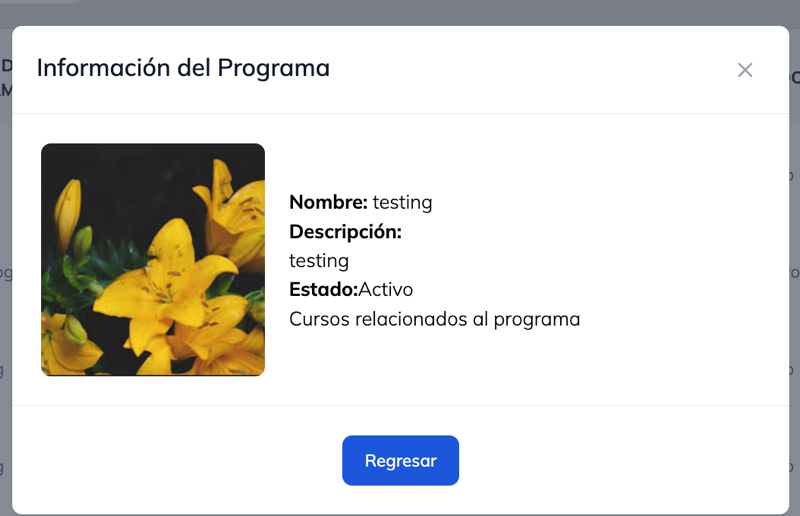 Información del Programa
Nombre: testing
Descripción:
testing
Estado:Activo
Cursos relacionados al programa
Regresar